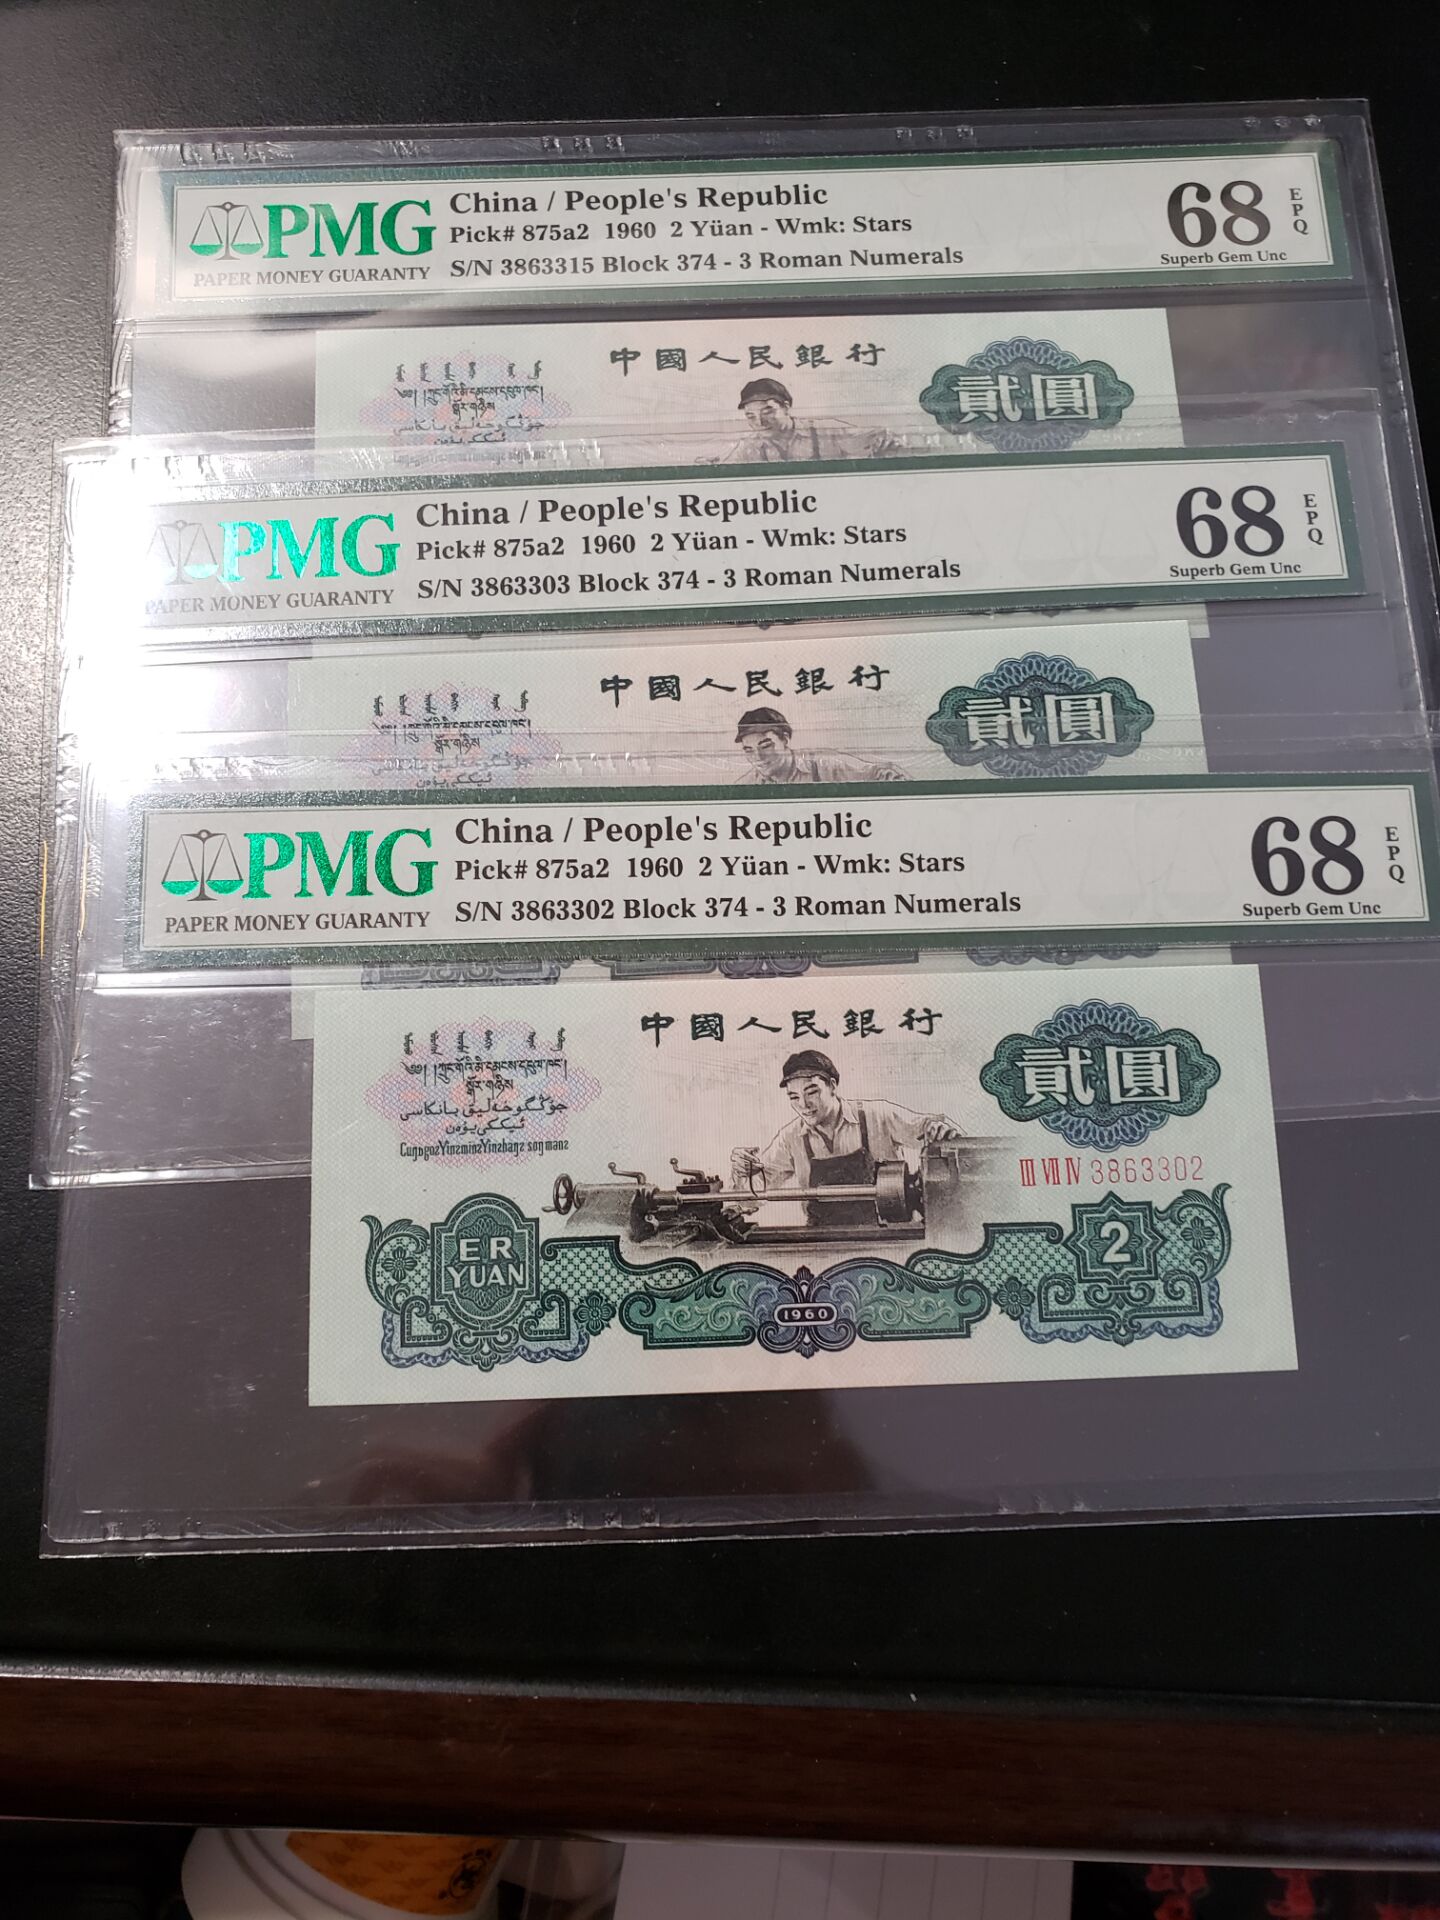 PMG
PAPER MONEY GUARANTY
China / People's Republic
Pick# 875a2 1960 2 Yüan - Wmk: Stars
S/N 3863315 Block 374 - 3 Roman Numerals
68
EPQ
Superb Gem Unc
中國人民銀行
貳圓
PMG
PAPER MONEY GUARANTY
China / People's Republic
Pick# 875a2 1960 2 Yüan - Wmk: Stars
S/N 3863303 Block 374 - 3 Roman Numerals
68
EPQ
Superb Gem Unc
中國人民銀行
貳圓
PMG
PAPER MONEY GUARANTY
China / People's Republic
Pick# 875a2 1960 2 Yüan - Wmk: Stars
S/N 3863302 Block 374 - 3 Roman Numerals
68
EPQ
Superb Gem Unc
中國人民銀行
貳圓
III VII IV 3863302
ER
YUAN
2
1960